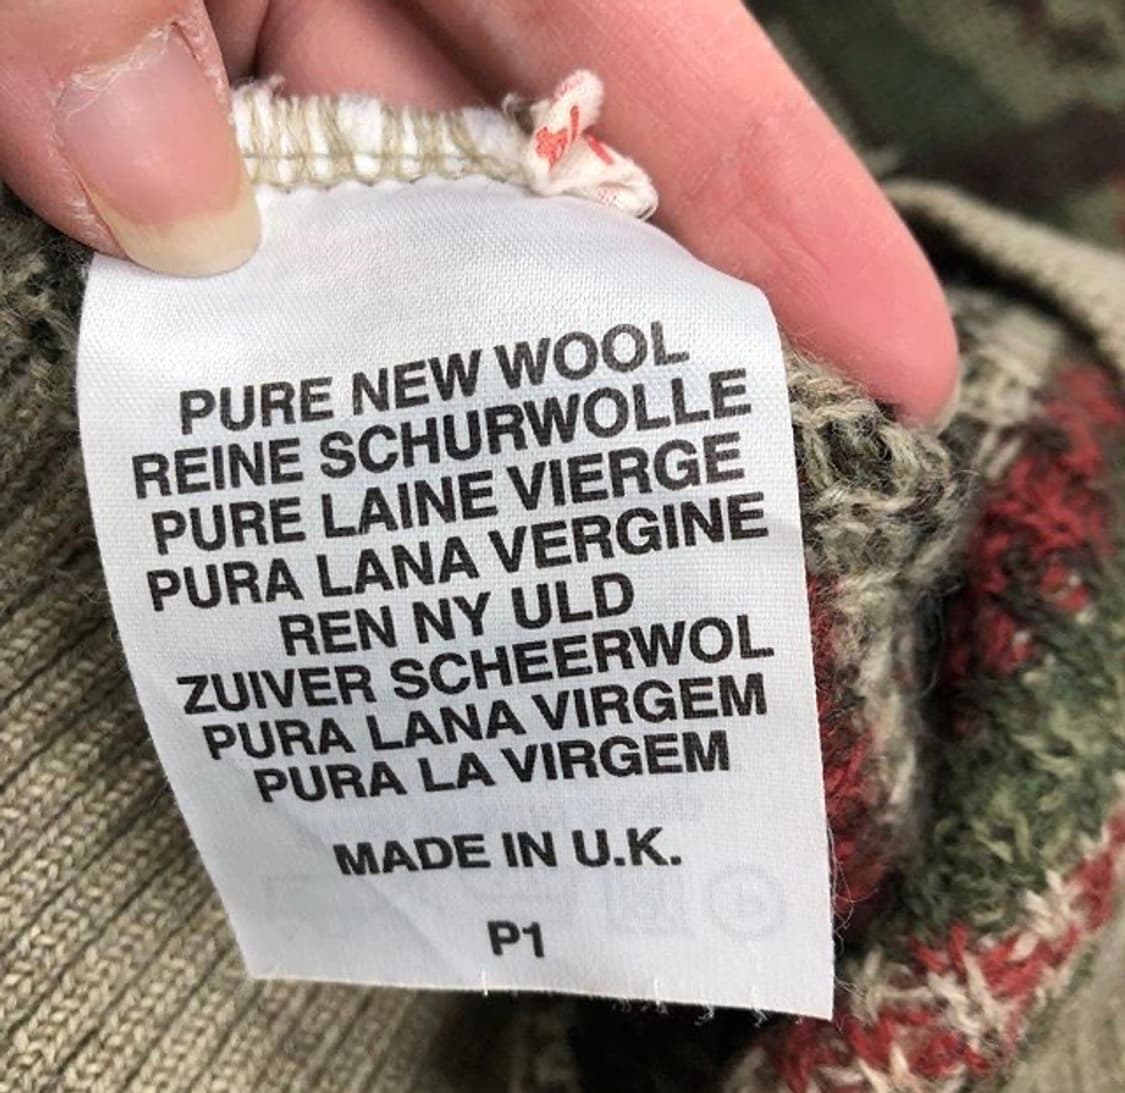 PURE NEW WOOL
REINE SCHURWOLLE
PURE LAINE VIERGE
PURA LANA VERGINE
REN NY ULD
ZUIVER SCHEERWOL
PURA LANA VIRGEM
PURA LA VIRGEM
MADE IN U.K.
P1